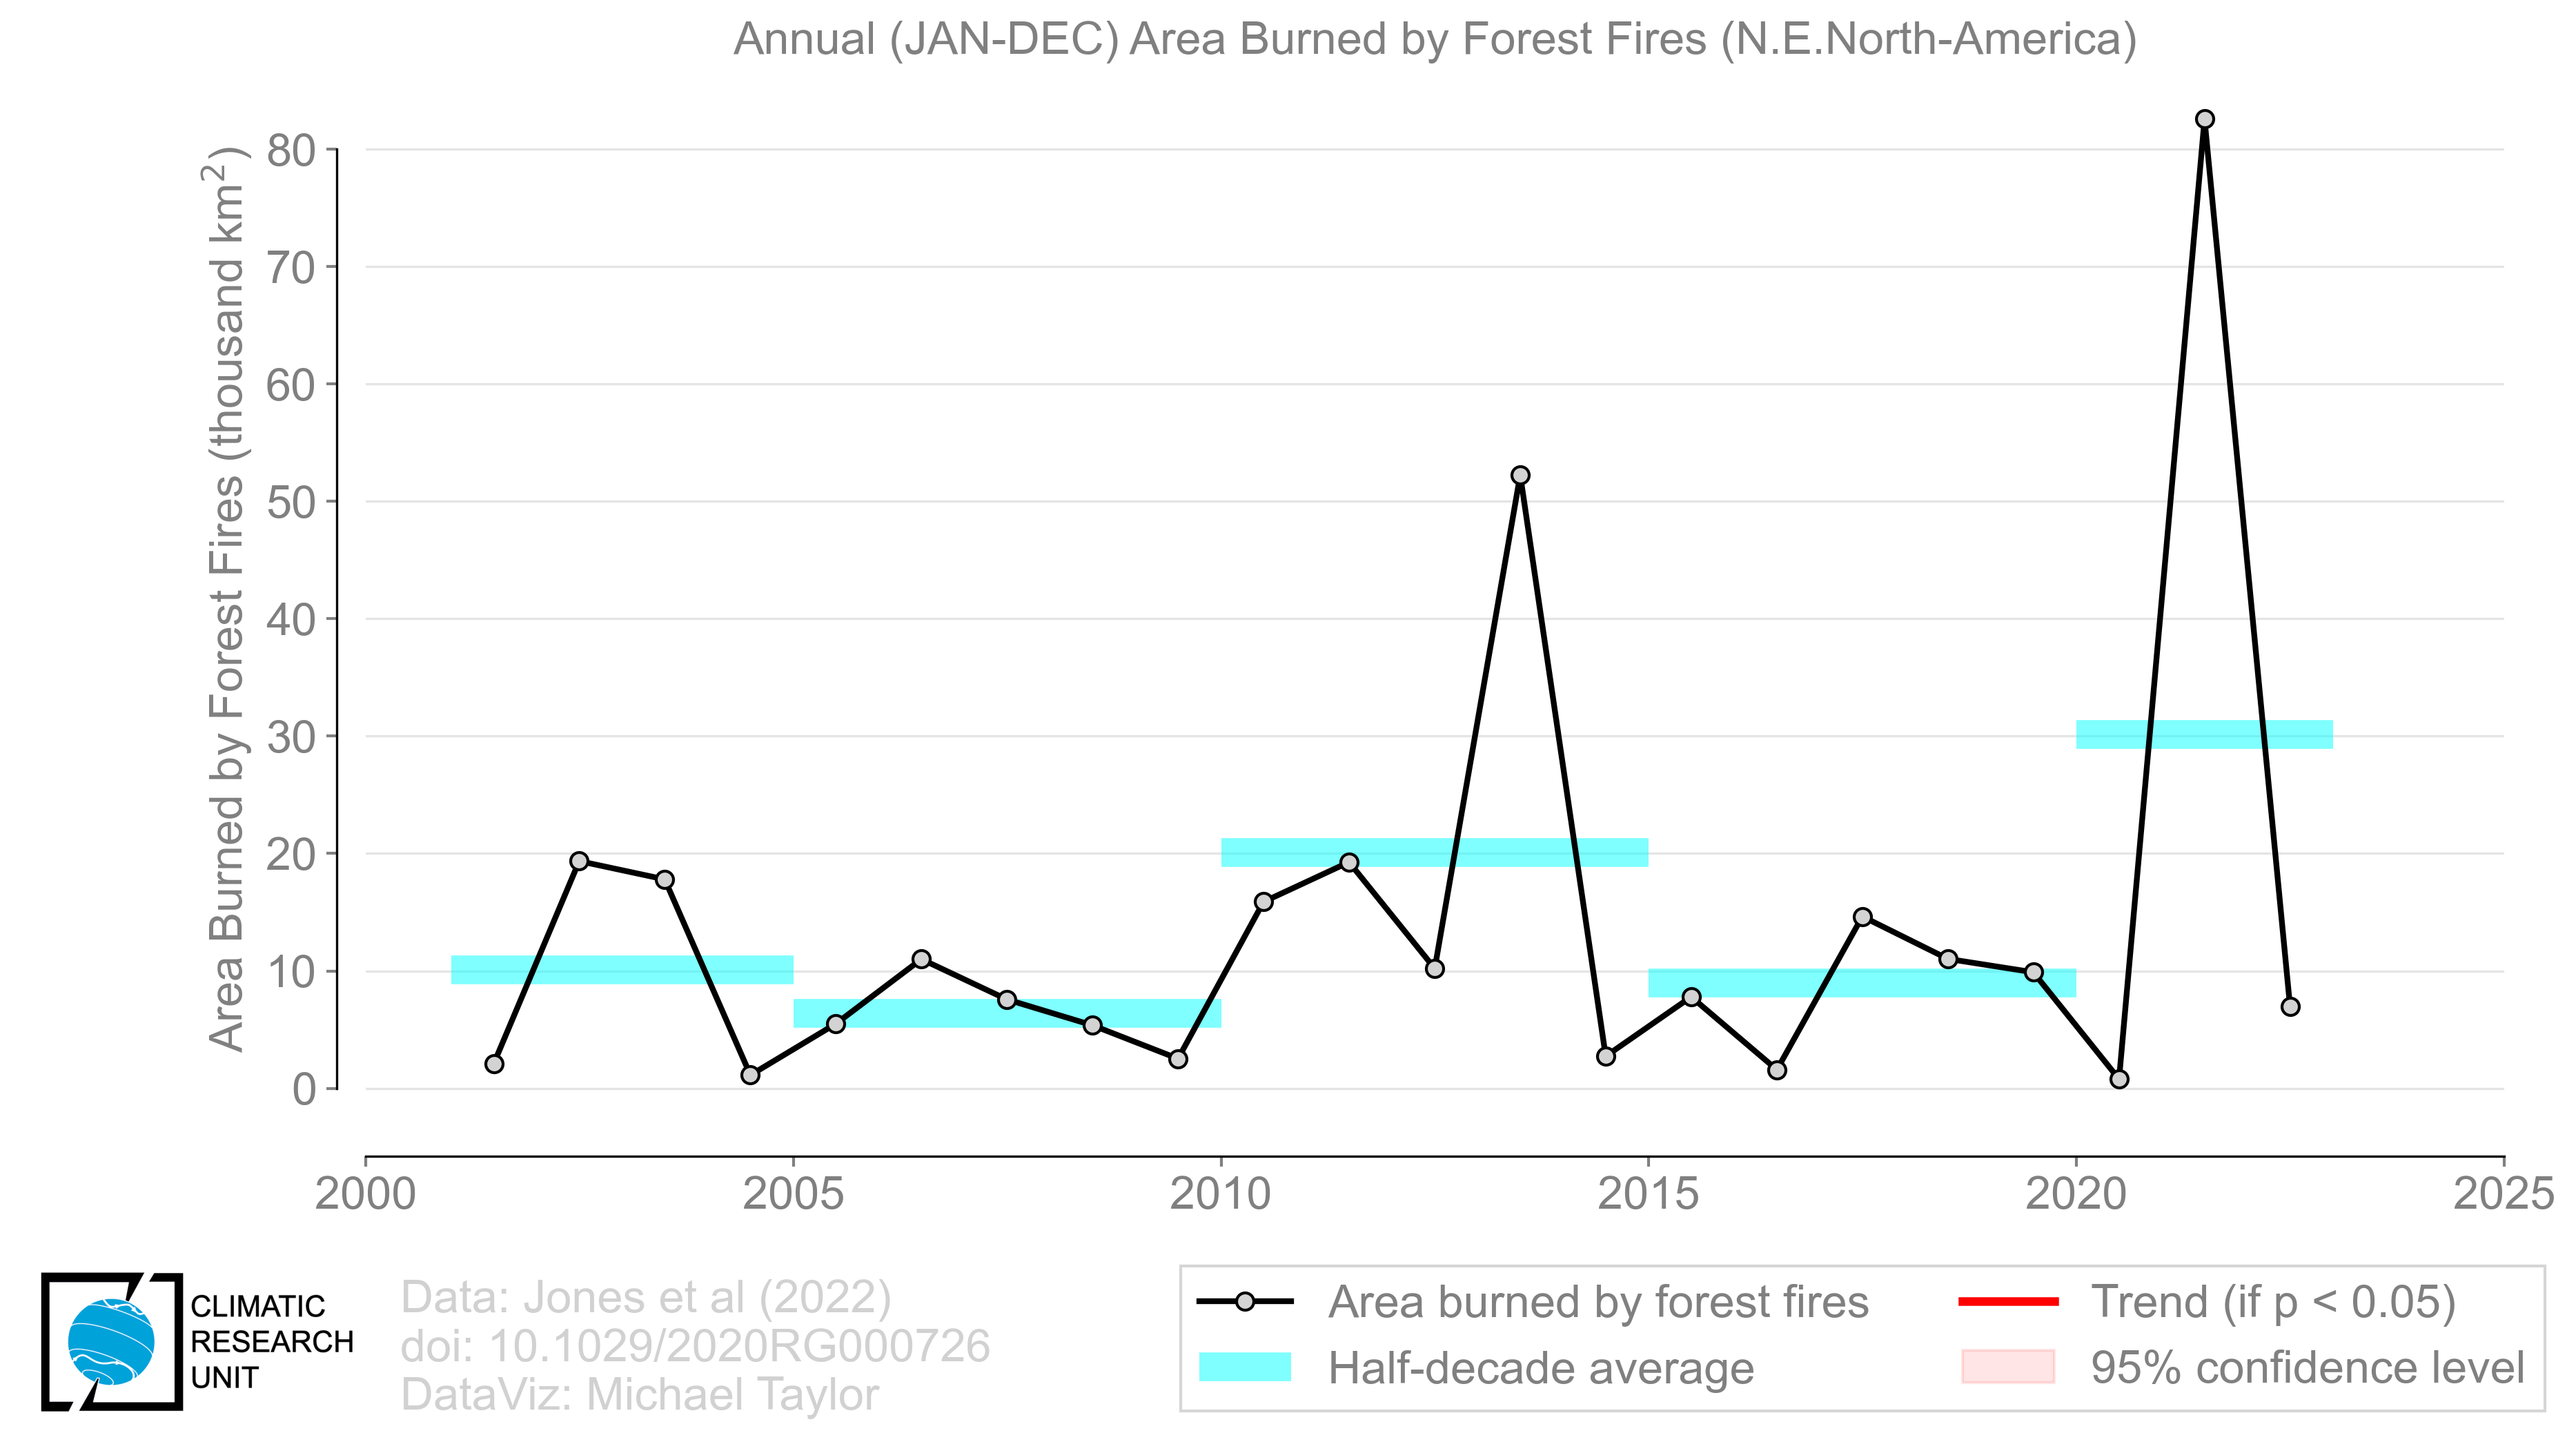 Annual (JAN-DEC) Area Burned by Forest Fires (N.E.North-America)
Area Burned by Forest Fires (thousand km²)
80
70
60
50
40
30
20
10
0
2000 2005 2010 2015 2020 2025
CLIMATIC
RESEARCH
UNIT
Data: Jones et al (2022)
doi: 10.1029/2020RG000726
DataViz: Michael Taylor
Area burned by forest fires
Half-decade average
Trend (if p < 0.05)
95% confidence level